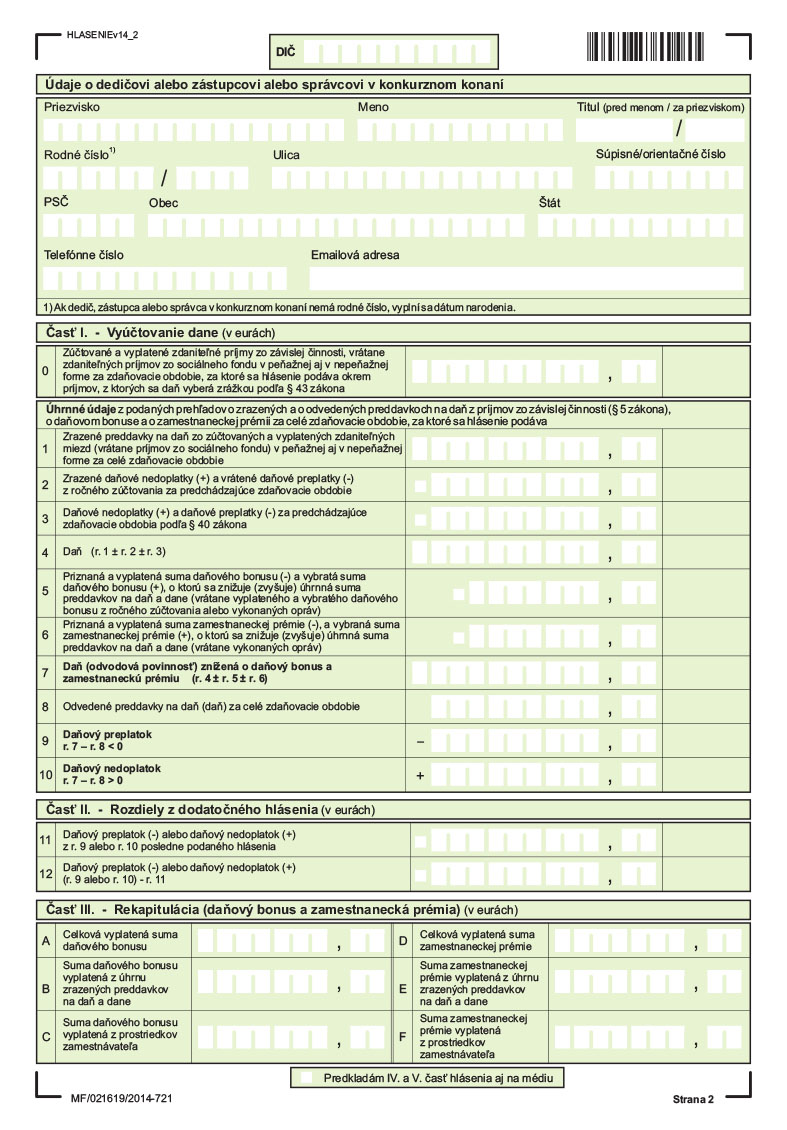 HLASENIEv14_2
DIČ
Údaje o dedičovi alebo zástupcovi alebo správcovi v konkurznom konaní
Priezvisko Meno Titul (pred menom / za priezviskom)
/
Rodné číslo1) Ulica Súpisné/orientačné číslo
/
PSČ Obec Štát
Telefónne číslo Emailová adresa
1) Ak dedič, zástupca alebo správca v konkurznom konaní nemá rodné číslo, vyplní sa dátum narodenia.
Časť I. - Vyúčtovanie dane (v eurách)
0 Zúčtované a vyplatené zdaniteľné príjmy zo závislej činnosti, vrátane
zdaniteľných príjmov zo sociálneho fondu v peňažnej aj v nepeňažnej
forme za zdaňovacie obdobie, za ktoré sa hlásenie podáva okrem
príjmov, z ktorých sa daň vyberá zrážkou podľa § 43 zákona
,
Úhrnné údaje z podaných prehľadov o zrazených a o odvedených preddavkoch na daň z príjmov zo závislej činnosti (§ 5 zákona),
o daňovom bonuse a o zamestnaneckej prémii za celé zdaňovacie obdobie, za ktoré sa hlásenie podáva
1 Zrazené preddavky na daň zo zúčtovaných a vyplatených zdaniteľných
miezd (vrátane príjmov zo sociálneho fondu) v peňažnej aj v nepeňažnej
forme za celé zdaňovacie obdobie
,
2 Zrazené daňové nedoplatky (+) a vrátené daňové preplatky (-)
z ročného zúčtovania za predchádzajúce zdaňovacie obdobie
,
3 Daňové nedoplatky (+) a daňové preplatky (-) za predchádzajúce
zdaňovacie obdobia podľa § 40 zákona
,
4 Daň (r. 1 ± r. 2 ± r. 3)
,
5 Priznaná a vyplatená suma daňového bonusu (-) a vybratá suma
daňového bonusu (+), o ktorú sa znižuje (zvyšuje) úhrnná suma
preddavkov na daň a dane (vrátane vyplateného a vybratého daňového
bonusu z ročného zúčtovania alebo vykonaných opráv)
,
6 Priznaná a vyplatená suma zamestnaneckej prémie (-), a vybraná suma
zamestnaneckej prémie (+), o ktorú sa znižuje (zvyšuje) úhrnná suma
preddavkov na daň a dane (vrátane vykonaných opráv)
,
7 Daň (odvodová povinnosť) znížená o daňový bonus a
zamestnaneckú prémiu (r. 4 ± r. 5 ± r. 6)
,
8 Odvedené preddavky na daň (daň) za celé zdaňovacie obdobie
,
9 Daňový preplatok
r. 7 – r. 8 < 0
– ,
10 Daňový nedoplatok
r. 7 – r. 8 > 0
+ ,
Časť II. - Rozdiely z dodatočného hlásenia (v eurách)
11 Daňový preplatok (-) alebo daňový nedoplatok (+)
z r. 9 alebo r. 10 posledne podaného hlásenia
,
12 Daňový preplatok (-) alebo daňový nedoplatok (+)
(r. 9 alebo r. 10) - r. 11
,
Časť III. - Rekapitulácia (daňový bonus a zamestnanecká prémia) (v eurách)
A Celková vyplatená suma
daňového bonusu
,
D Celková vyplatená suma
zamestnaneckej prémie
,
B Suma daňového bonusu
vyplatená z úhrnu
zrazených preddavkov
na daň a dane
,
E Suma zamestnaneckej
prémie vyplatená z úhrnu
zrazených preddavkov
na daň a dane
,
C Suma daňového bonusu
vyplatená z prostriedkov
zamestnávateľa
,
F Suma zamestnaneckej
prémie vyplatená
z prostriedkov
zamestnávateľa
,
Predkladám IV. a V. časť hlásenia aj na médiu
MF/021619/2014-721 Strana 2